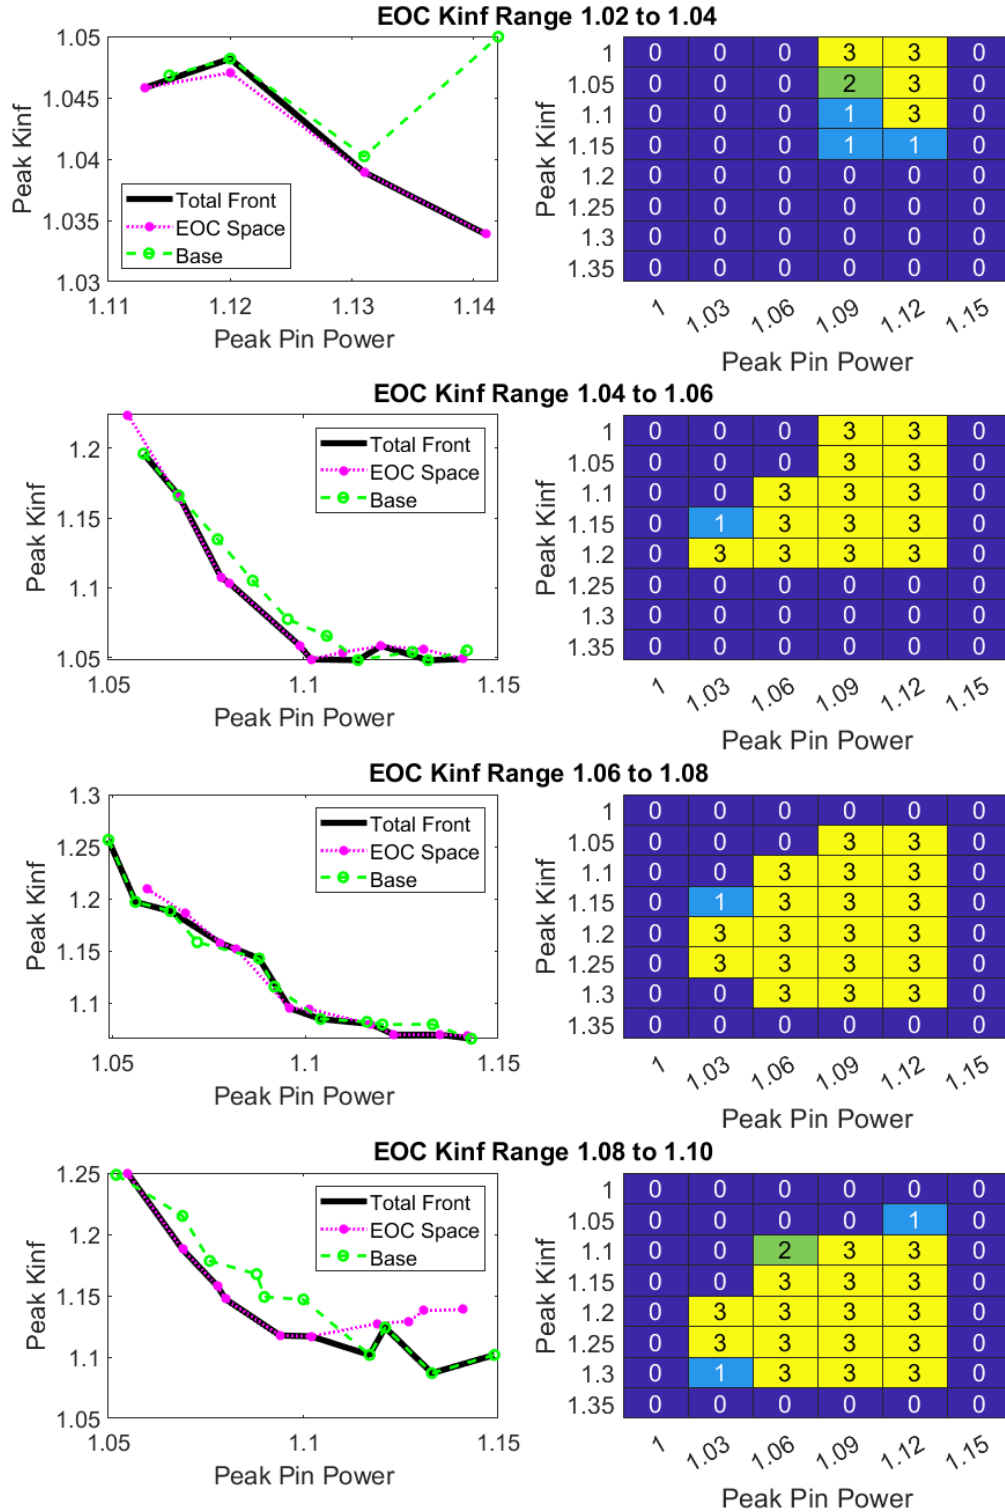 EOC Kinf Range 1.02 to 1.04
1.05
1.045
1.04
1.035
1.03
Peak Kinf
Total Front
EOC Space
Base
1.11 1.12 1.13 1.14
Peak Pin Power
Peak Kinf
1 0 0 0 3 3 0
1.05 0 0 0 2 3 0
1.1 0 0 0 1 3 0
1.15 0 0 0 1 1 0
1.2 0 0 0 0 0 0
1.25 0 0 0 0 0 0
1.3 0 0 0 0 0 0
1.35 0 0 0 0 0 0
1 1.03 1.06 1.09 1.12 1.15
Peak Pin Power
EOC Kinf Range 1.04 to 1.06
1.2
1.15
1.1
1.05
Peak Kinf
Total Front
EOC Space
Base
1.05 1.1 1.15
Peak Pin Power
Peak Kinf
1 0 0 0 3 3 0
1.05 0 0 0 3 3 0
1.1 0 0 3 3 3 0
1.15 0 1 3 3 3 0
1.2 0 3 3 3 3 0
1.25 0 0 0 0 0 0
1.3 0 0 0 0 0 0
1.35 0 0 0 0 0 0
1 1.03 1.06 1.09 1.12 1.15
Peak Pin Power
EOC Kinf Range 1.06 to 1.08
1.3
1.25
1.2
1.15
1.1
Peak Kinf
Total Front
EOC Space
Base
1.05 1.1 1.15
Peak Pin Power
Peak Kinf
1 0 0 0 0 0 0
1.05 0 0 0 3 3 0
1.1 0 0 3 3 3 0
1.15 0 1 3 3 3 0
1.2 0 3 3 3 3 0
1.25 0 3 3 3 3 0
1.3 0 0 3 3 3 0
1.35 0 0 0 0 0 0
1 1.03 1.06 1.09 1.12 1.15
Peak Pin Power
EOC Kinf Range 1.08 to 1.10
1.25
1.2
1.15
1.1
1.05
Peak Kinf
Total Front
EOC Space
Base
1.05 1.1 1.15
Peak Pin Power
Peak Kinf
1 0 0 0 0 0 0
1.05 0 0 0 0 1 0
1.1 0 0 2 3 3 0
1.15 0 0 3 3 3 0
1.2 0 3 3 3 3 0
1.25 0 3 3 3 3 0
1.3 0 1 3 3 3 0
1.35 0 0 0 0 0 0
1 1.03 1.06 1.09 1.12 1.15
Peak Pin Power